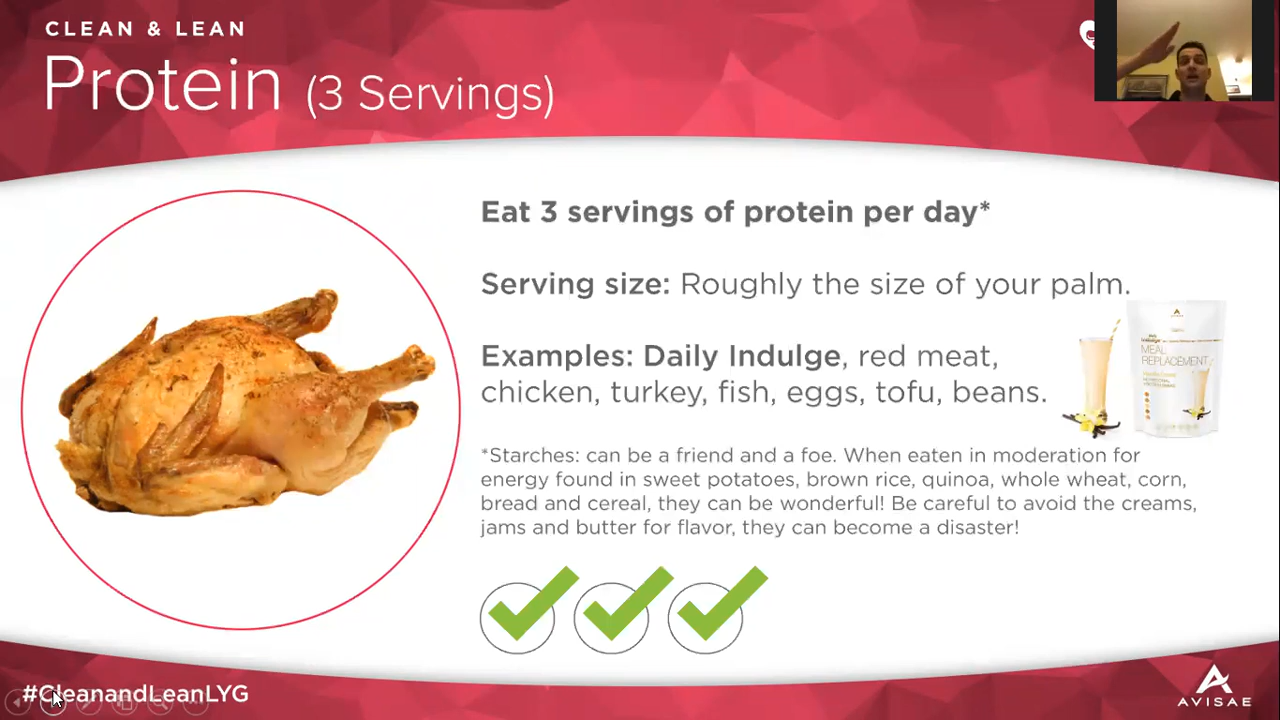 CLEAN & LEAN
Protein (3 Servings)
Eat 3 servings of protein per day*
Serving size: Roughly the size of your palm.
Examples: Daily Indulge, red meat,
chicken, turkey, fish, eggs, tofu, beans.
AVISAE
Indulge
MEAL
REPLACEMENT
*Starches: can be a friend and a foe. When eaten in moderation for
energy found in sweet potatoes, brown rice, quinoa, whole wheat, corn,
bread and cereal, they can be wonderful! Be careful to avoid the creams,
jams and butter for flavor, they can become a disaster!
#CleanandLeanLYG
AVISAE